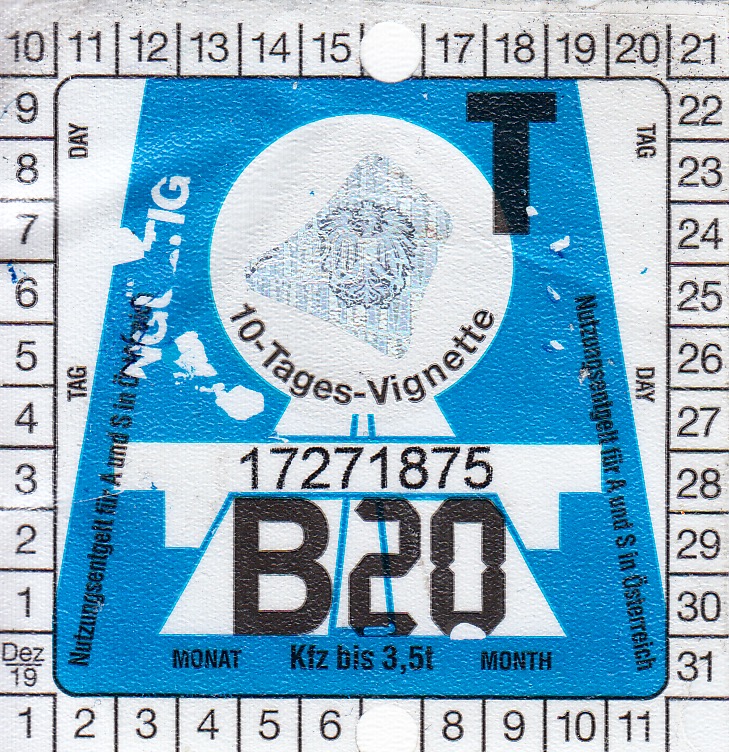 10 11 12 13 14 15 17 18 19 20 21
9 22
8 23
7 24
6 25
5 26
4 27
3 28
2 29
1 30
Dez
19
31
1 2 3 4 5 6 8 9 10 11
DAY
TAG
T
10-Tages-Vignette
TAG
DAY
17271875
B20
MONAT Kfz bis 3,5t MONTH
Nutzungsentgelt für A und S in
Nutzungsentgelt für A und S in Österreich